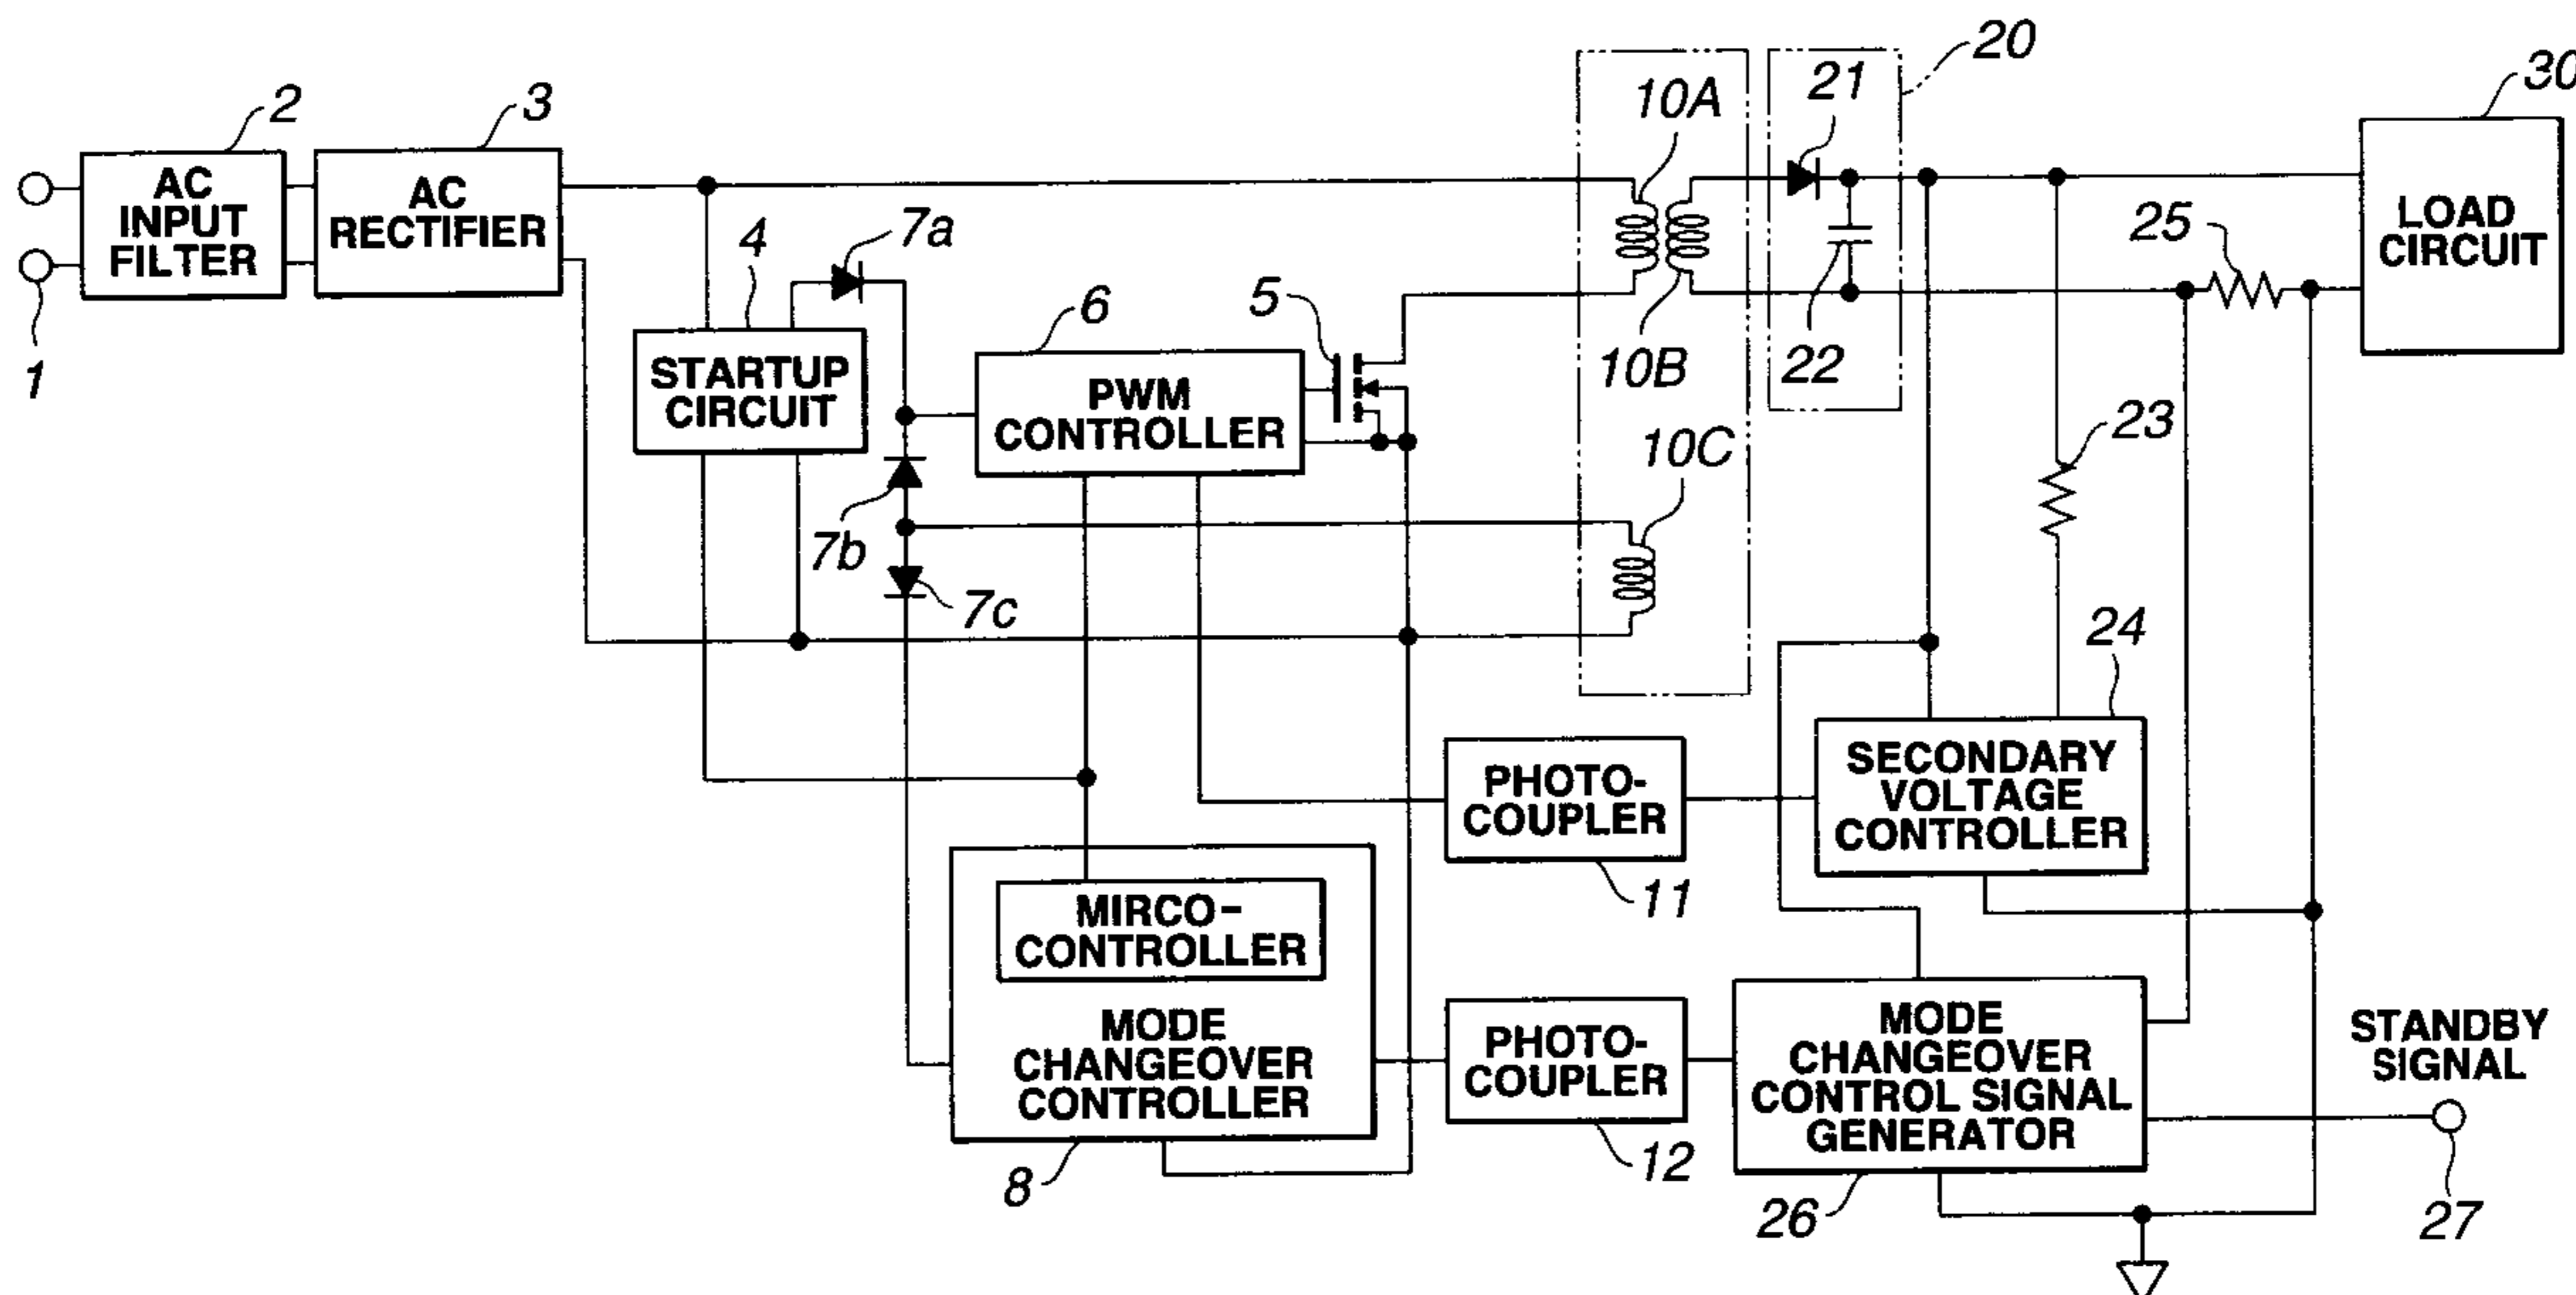 20
2
3
10A
21
30
AC
INPUT
FILTER
AC
RECTIFIER
4
7a
25
LOAD
CIRCUIT
1
STARTUP
CIRCUIT
6
5
PWM
CONTROLLER
10B
22
23
10C
7b
7c
24
SECONDARY
VOLTAGE
CONTROLLER
PHOTO-
COUPLER
11
MIRCO-
CONTROLLER
MODE
CHANGEOVER
CONTROLLER
8
PHOTO-
COUPLER
12
MODE
CHANGEOVER
CONTROL SIGNAL
GENERATOR
26
STANDBY
SIGNAL
27